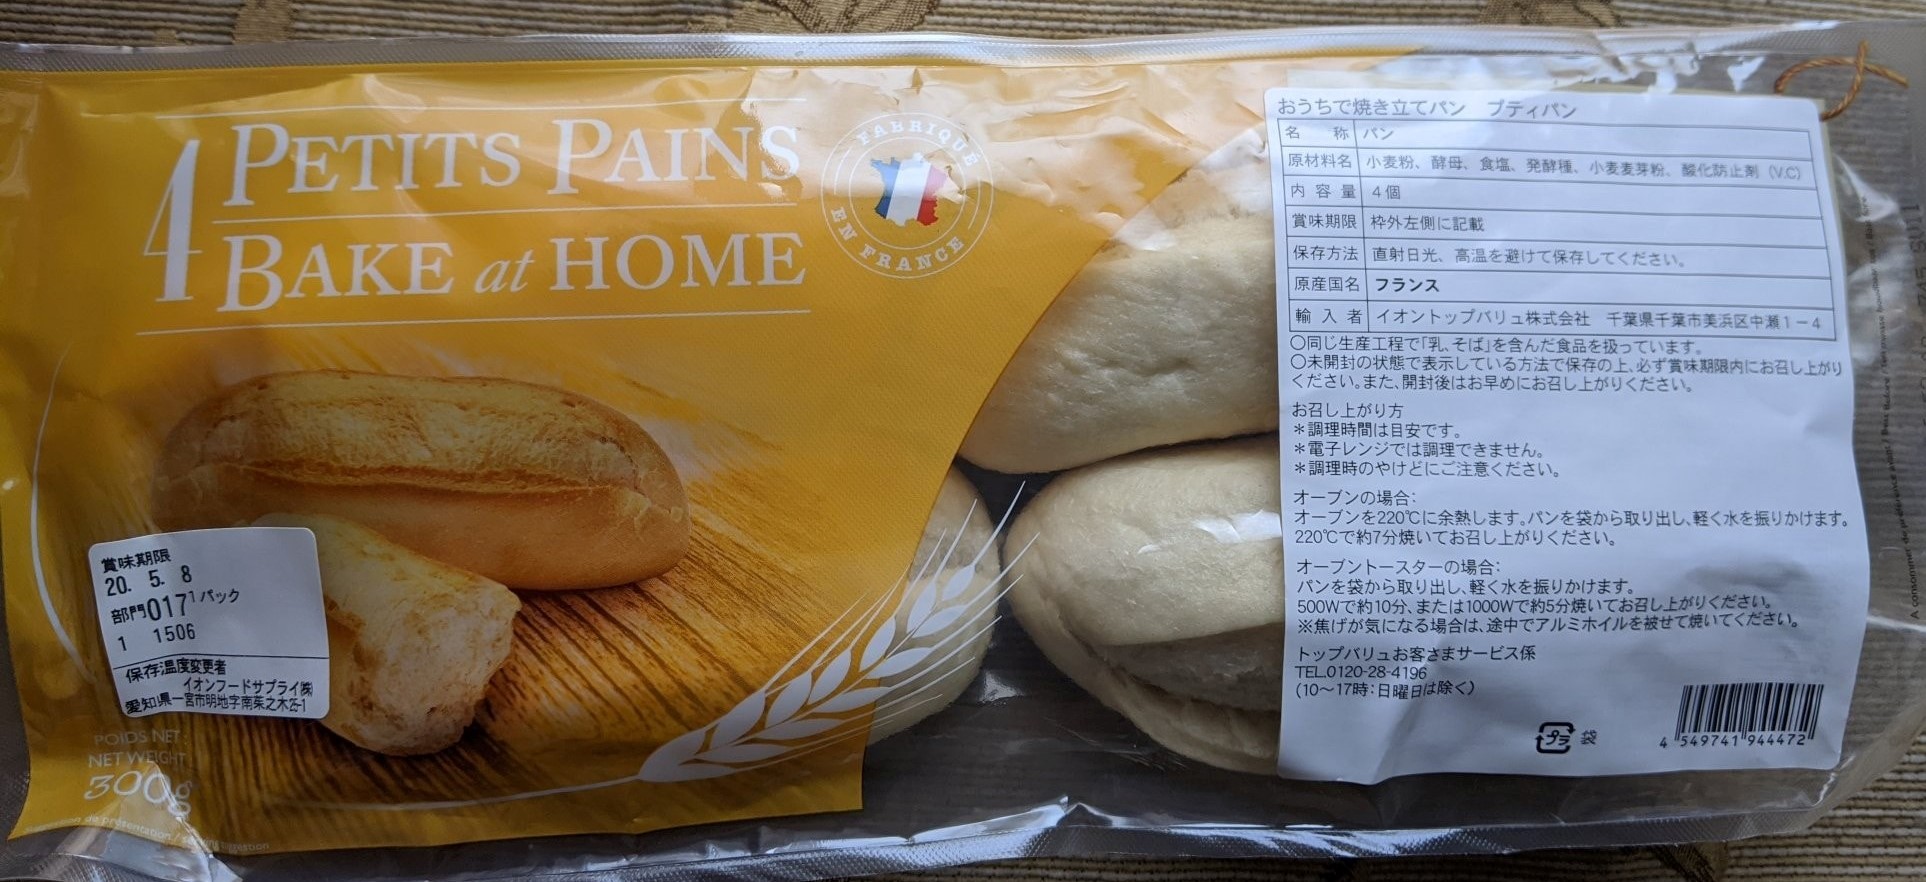 4 PETITS PAINS
BAKE at HOME
FABRIQUÉ
EN FRANCE
賞味期限
20. 5. 8
部門017 1パック
1 1506
保存温度変更者
イオンフードサプライ㈱
愛知県一宮市明地字南茱之木25-1
POIDS NET:
NET WEIGHT
300g
おうちで焼き立てパン プティパン
名 称 パン
原材料名 小麦粉、酵母、食塩、発酵種、小麦麦芽粉、酸化防止剤(V.C)
内容量 4個
賞味期限 枠外左側に記載
保存方法 直射日光、高温を避けて保存してください。
原産国名 フランス
輸入者 イオントップバリュ株式会社 千葉県千葉市美浜区中瀬1-4
○同じ生産工程で「乳、そば」を含んだ食品を扱っています。
○未開封の状態で表示している方法で保存の上、必ず賞味期限内にお召し上がり
ください。また、開封後はお早めにお召し上がりください。
お召し上がり方
＊調理時間は目安です。
＊電子レンジでは調理できません。
＊調理時のやけどにご注意ください。
オーブンの場合:
オーブンを220℃に余熱します。パンを袋から取り出し、軽く水を振りかけます。
220℃で約7分焼いてお召し上がりください。
オーブントースターの場合:
パンを袋から取り出し、軽く水を振りかけます。
500Wで約10分、または1000Wで約5分焼いてお召し上がりください。
※焦げが気になる場合は、途中でアルミホイルを被せて焼いてください。
トップバリュお客さまサービス係
TEL.0120-28-4196
(10～17時:日曜日は除く)
プラ 袋
4 549741 944472